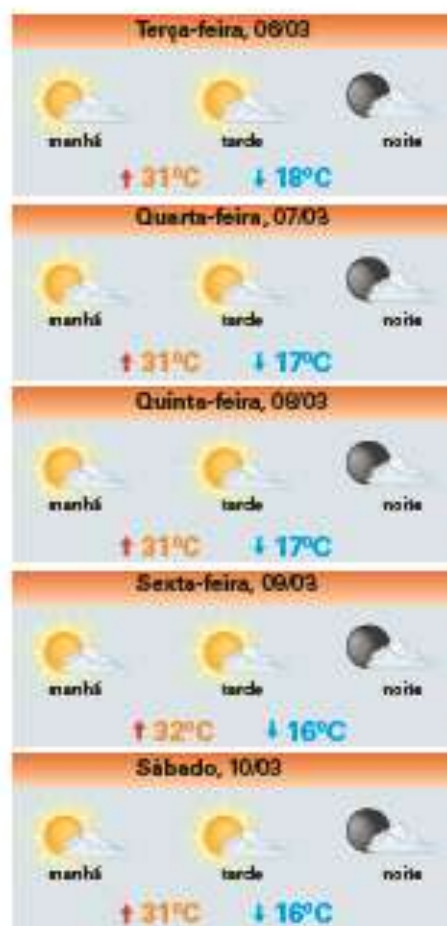 Terça-feira, 06/03
manhã tarde noite
↑ 31ºC ↓ 18ºC
Quarta-feira, 07/03
manhã tarde noite
↑ 31ºC ↓ 17ºC
Quinta-feira, 08/03
manhã tarde noite
↑ 31ºC ↓ 17ºC
Sexta-feira, 09/03
manhã tarde noite
↑ 32ºC ↓ 16ºC
Sábado, 10/03
manhã tarde noite
↑ 31ºC ↓ 16ºC